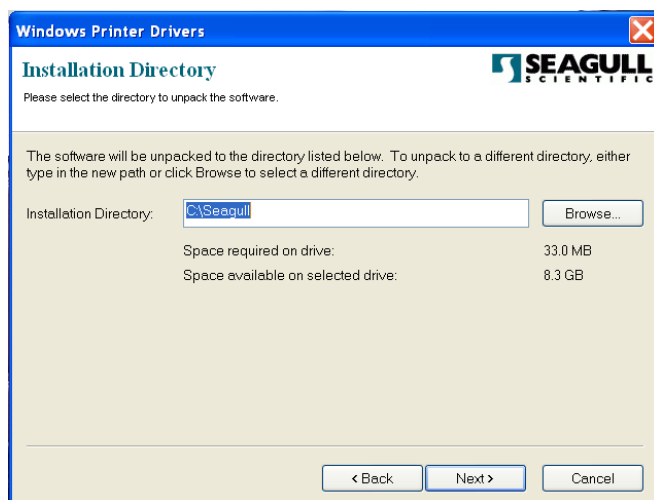 Windows Printer Drivers
Installation Directory
SEAGULL
SCIENTIFIC
Please select the directory to unpack the software.
The software will be unpacked to the directory listed below. To unpack to a different directory, either
type in the new path or click Browse to select a different directory.
Installation Directory: C:\Seagull Browse...
Space required on drive: 33.0 MB
Space available on selected drive: 8.3 GB
< Back Next > Cancel